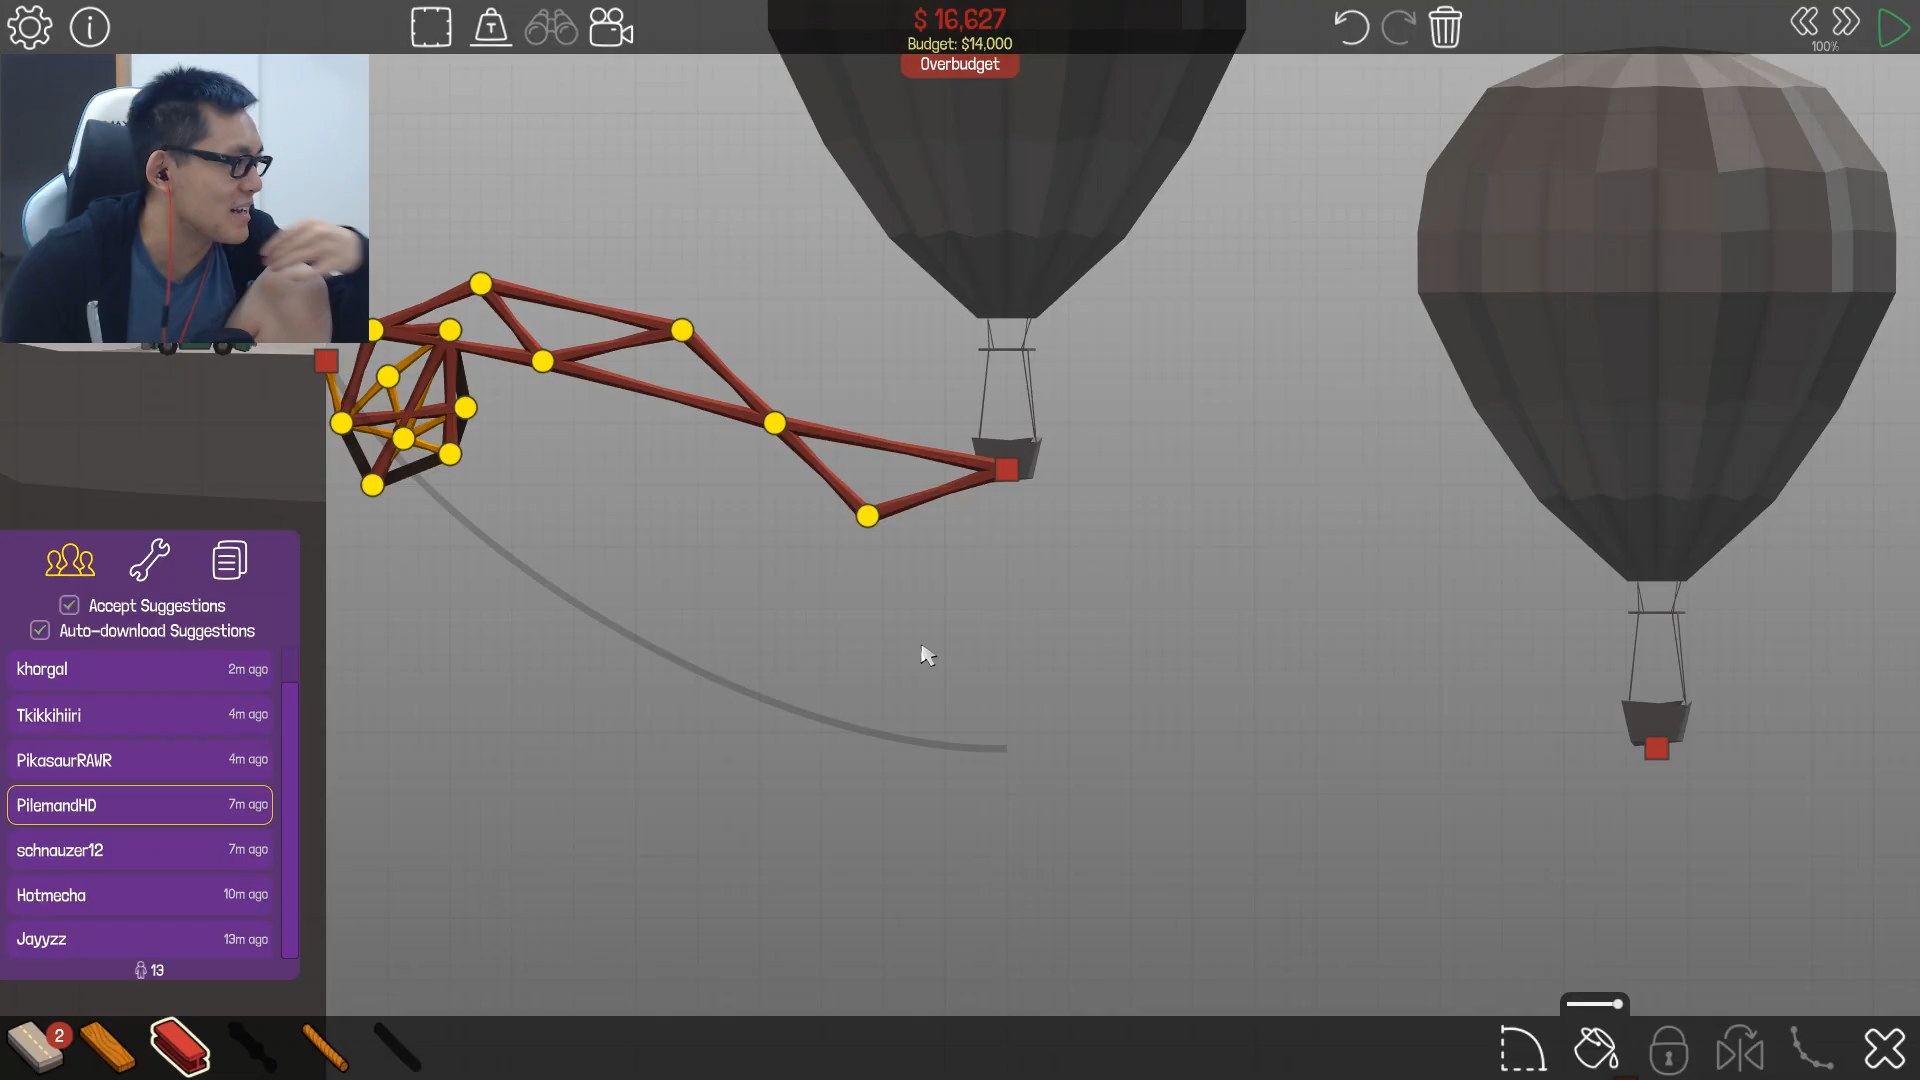 $ 16,627
Budget: $14,000
Overbudget
100%
Accept Suggestions
Auto-download Suggestions
khorgal 2m ago
Tkikkihiiri 4m ago
PikasaurRAWR 4m ago
PilemandHD 7m ago
schnauzer12 7m ago
Hotmecha 10m ago
Jayyzz 13m ago
13
2